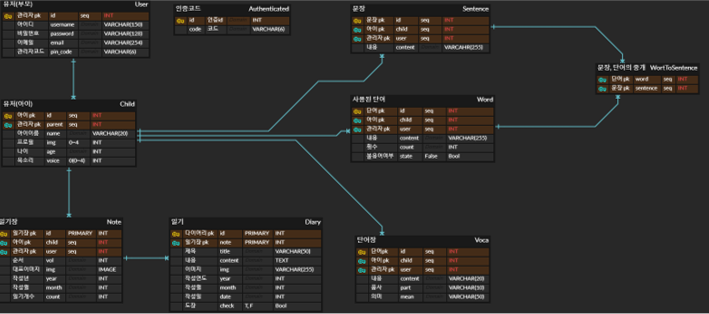 유저(부모) User
관리자 pk id seq INT
아이디 username VARCHAR(150)
비밀번호 password VARCHAR(128)
이메일 email VARCHAR(254)
관리자코드 pin_code VARCHAR(6)
인증코드 Authenticated
id 인증id INT
code 코드 VARCHAR(6)
문장 Sentence
문장 pk id seq INT
아이 pk child seq INT
관리자 pk user seq INT
내용 content VARCAHR(255)
문장, 단어의 중개 WortToSentence
단어 pk word seq INT
문장 pk sentence seq INT
유저(아이) Child
아이 pk id seq INT
관리자 pk parent seq INT
아이이름 name VARCHAR(20)
프로필 img 0~4 INT
나이 age INT
목소리 voice INT
사용된 단어 Word
단어 pk id seq INT
아이 pk child seq INT
관리자 pk user seq INT
내용 content VARCHAR(255)
횟수 count INT
불용어여부 state False Bool
일기장 Note
일기장 pk id PRIMARY INT
아이 pk child seq INT
관리자 pk user seq INT
순서 vol INT
대표이미지 img IMAGE
작성년 year INT
작성월 month INT
일기개수 count INT
일기 Diary
다이어리 pk id PRIMARY INT
일기장 pk note PRIMARY INT
제목 title VARCHAR(50)
내용 content TEXT
이미지 img VARCHAR(255)
작성연도 year INT
작성월 month INT
작성일 date INT
도장 check T, F Bool
단어장 Voca
단어pk id seq INT
아이 pk child seq INT
관리자 pk user seq INT
내용 content VARCHAR(20)
품사 part VARCHAR(10)
의미 mean VARCHAR(50)